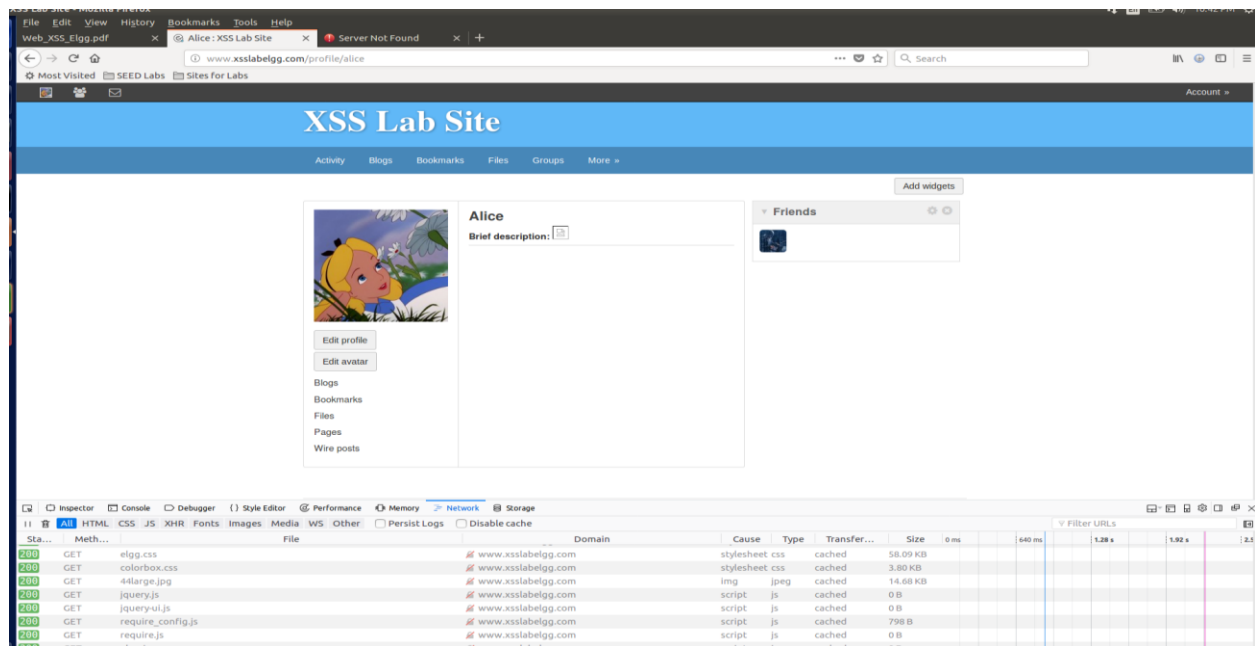 XSS Lab Site - Mozilla Firefox
File Edit View History Bookmarks Tools Help
Web_XSS_Elgg.pdf Alice : XSS Lab Site Server Not Found
www.xsslabelgg.com/profile/alice Search
Most Visited SEED Labs Sites for Labs
Account »
XSS Lab Site
Activity Blogs Bookmarks Files Groups More »
Add widgets
Alice
Brief description:
Friends
Edit profile
Edit avatar
Blogs
Bookmarks
Files
Pages
Wire posts
Inspector Console Debugger {} Style Editor Performance Memory Network Storage
All HTML CSS JS XHR Fonts Images Media WS Other Persist Logs Disable cache Filter URLs
Sta... Meth... File Domain Cause Type Transfer... Size 0 ms 640 ms 1.28 s 1.92 s
200 GET elgg.css www.xsslabelgg.com stylesheet css cached 58.09 KB
200 GET colorbox.css www.xsslabelgg.com stylesheet css cached 3.80 KB
200 GET 44large.jpg www.xsslabelgg.com img jpeg cached 14.68 KB
200 GET jquery.js www.xsslabelgg.com script js cached 0 B
200 GET jquery-ui.js www.xsslabelgg.com script js cached 0 B
200 GET require_config.js www.xsslabelgg.com script js cached 798 B
200 GET require.js www.xsslabelgg.com script js cached 0 B